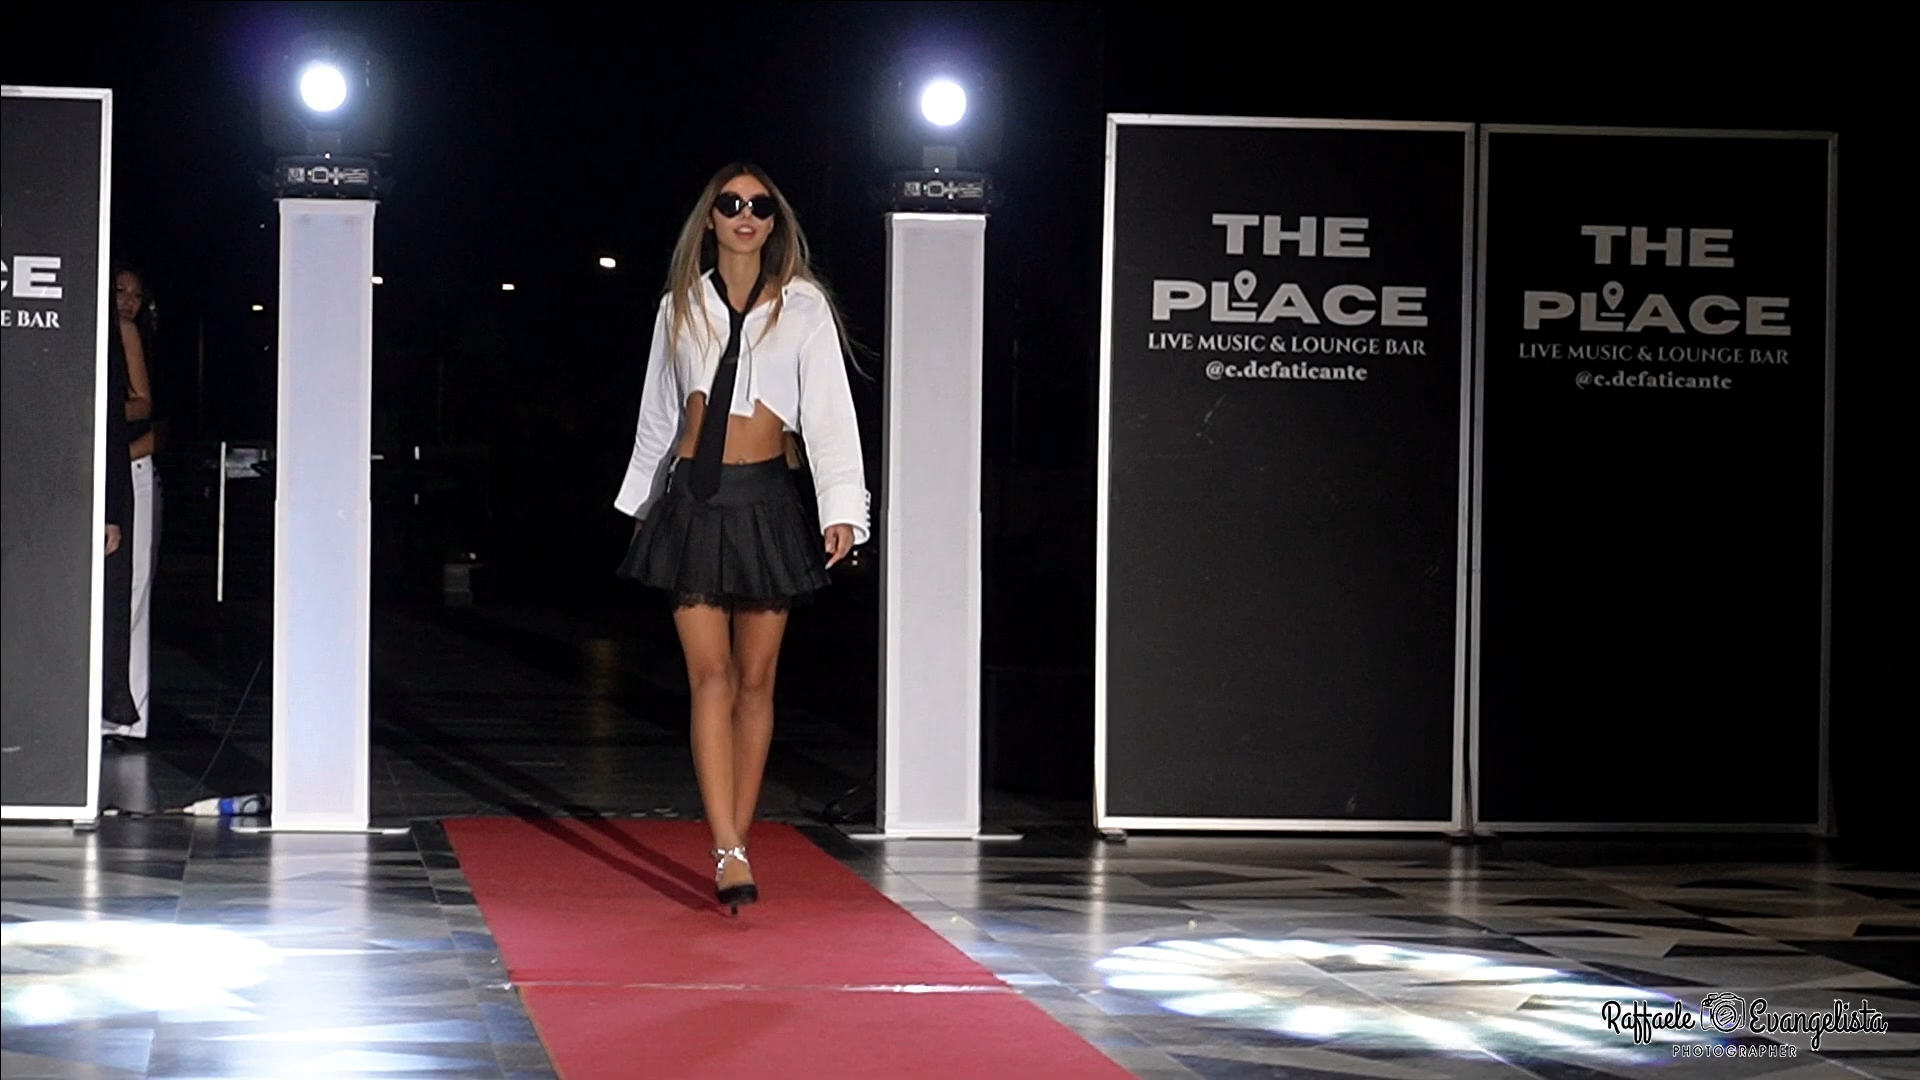 CE
E BAR
THE
PLACE
LIVE MUSIC & LOUNGE BAR
@c.defaticante
THE
PLACE
LIVE MUSIC & LOUNGE BAR
@c.defaticante
Raffaele Evangelista
PHOTOGRAPHER